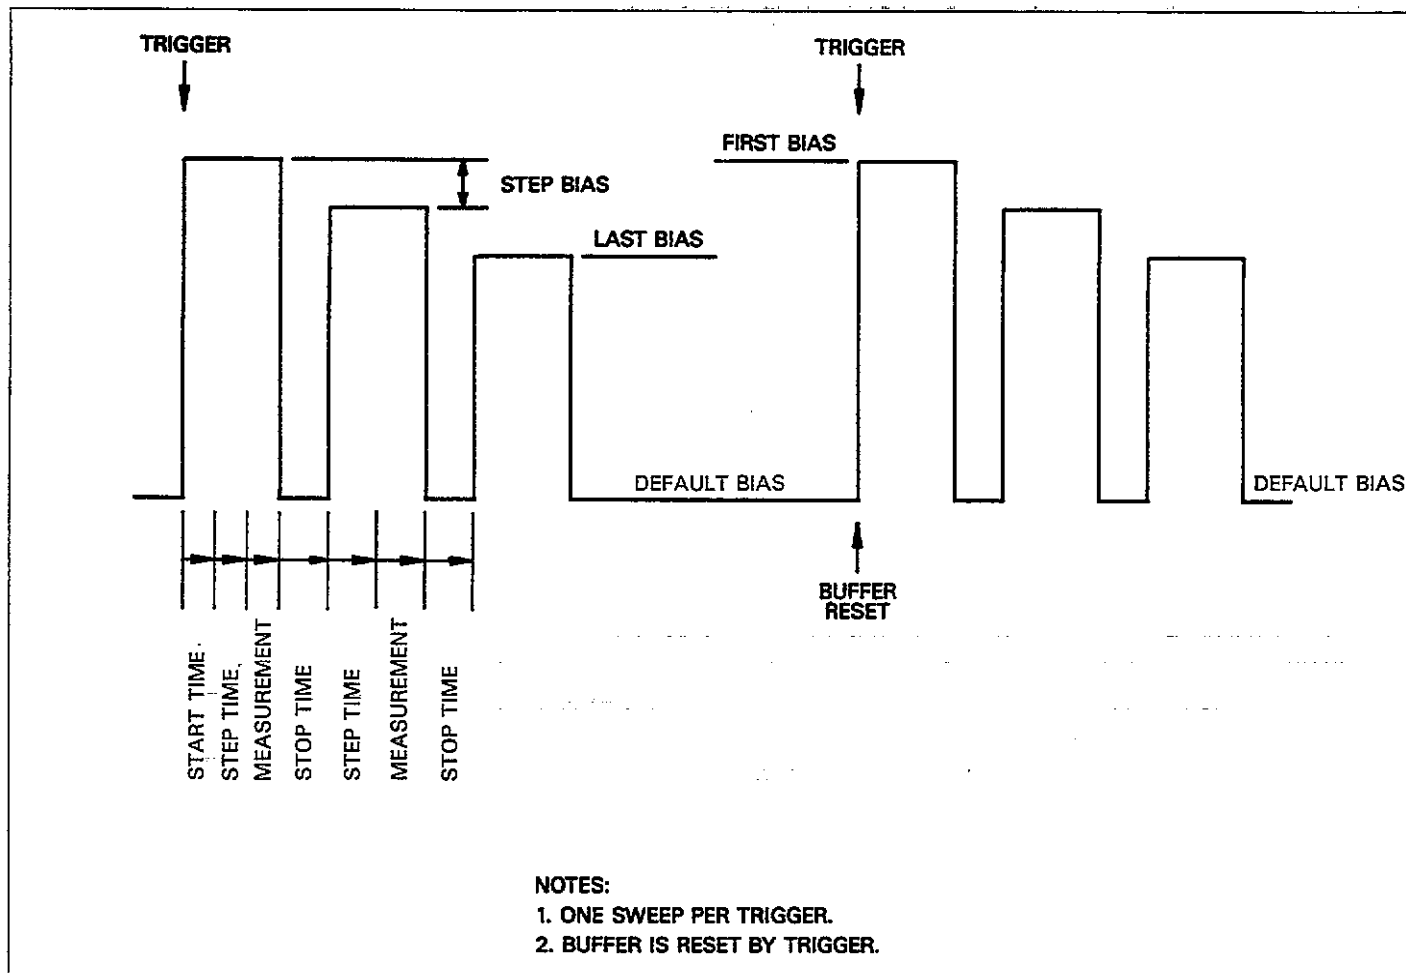 TRIGGER
TRIGGER
FIRST BIAS
STEP BIAS
LAST BIAS
DEFAULT BIAS
DEFAULT BIAS
BUFFER
RESET
START TIME
STEP TIME
MEASUREMENT
STOP TIME
STEP TIME
MEASUREMENT
STOP TIME
NOTES:
1. ONE SWEEP PER TRIGGER.
2. BUFFER IS RESET BY TRIGGER.